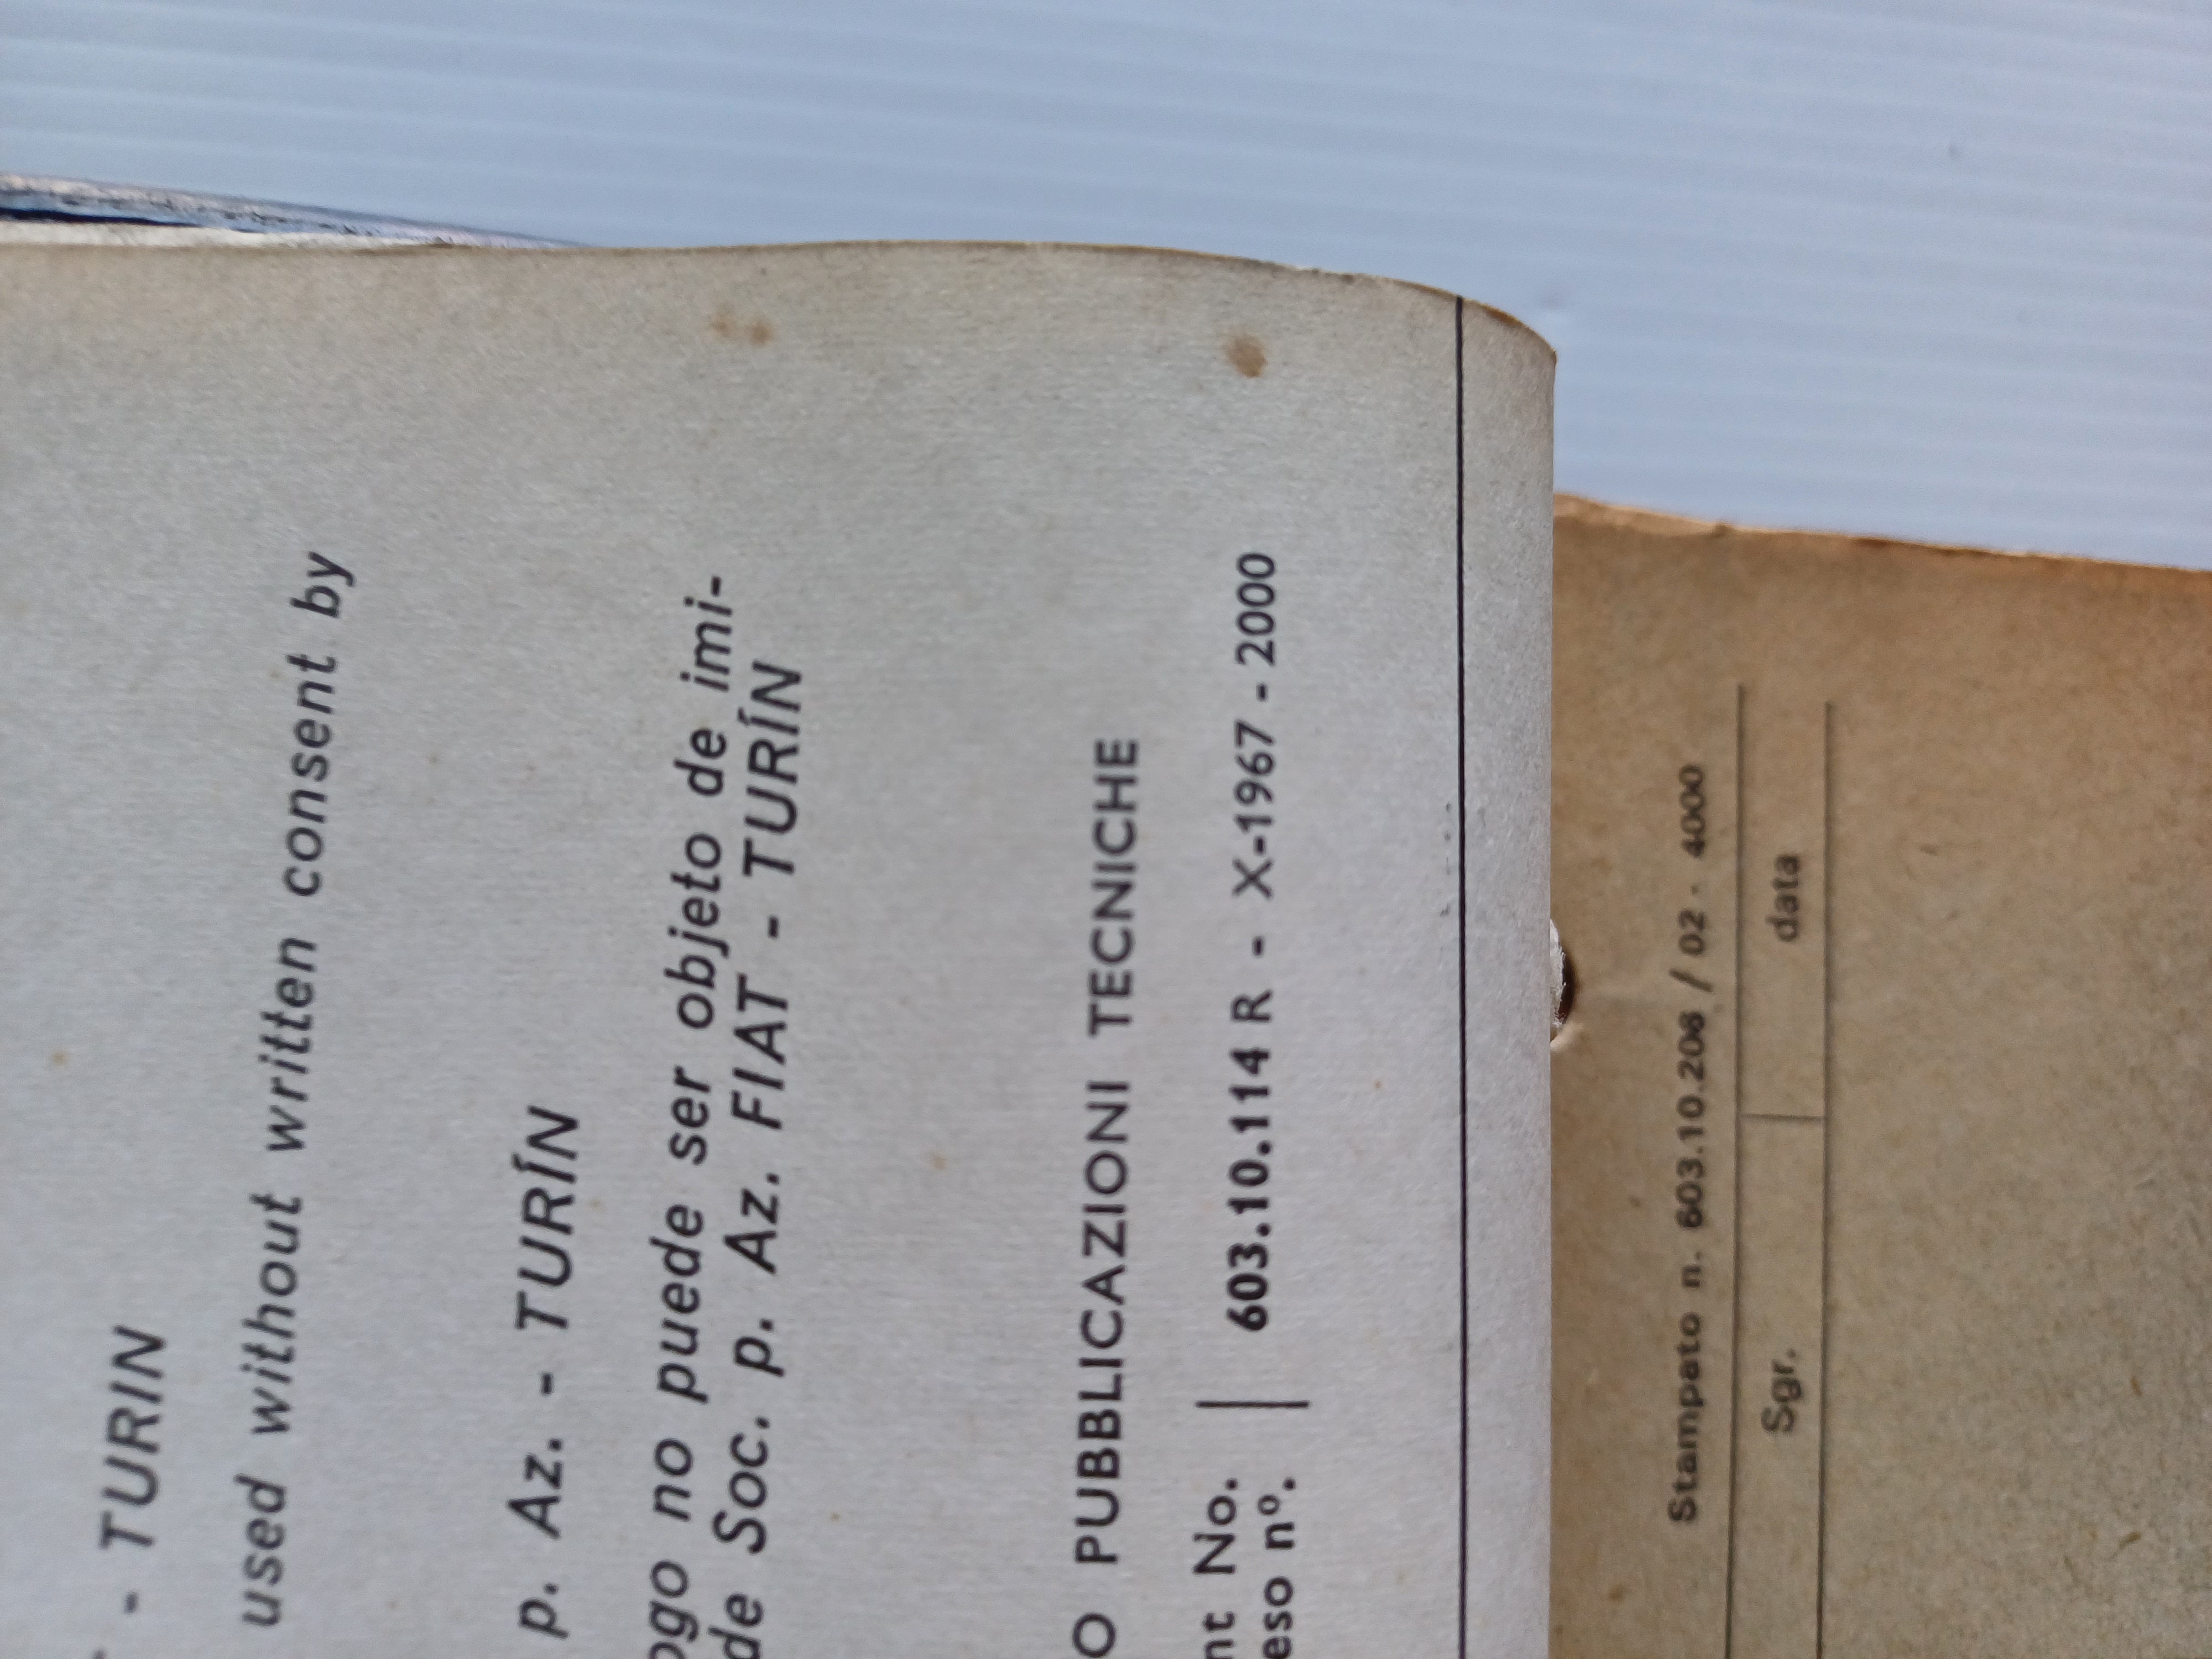 - TURIN
used without written consent by
p. Az. - TURÍN
ogo no puede ser objeto de imi-
de Soc. p. Az. FIAT - TURÍN
O PUBBLICAZIONI TECNICHE
nt No.
eso nº.
603.10.114 R - X-1967 - 2000
Stampato n. 603.10.206 / 02 - 4000
Sgr. data